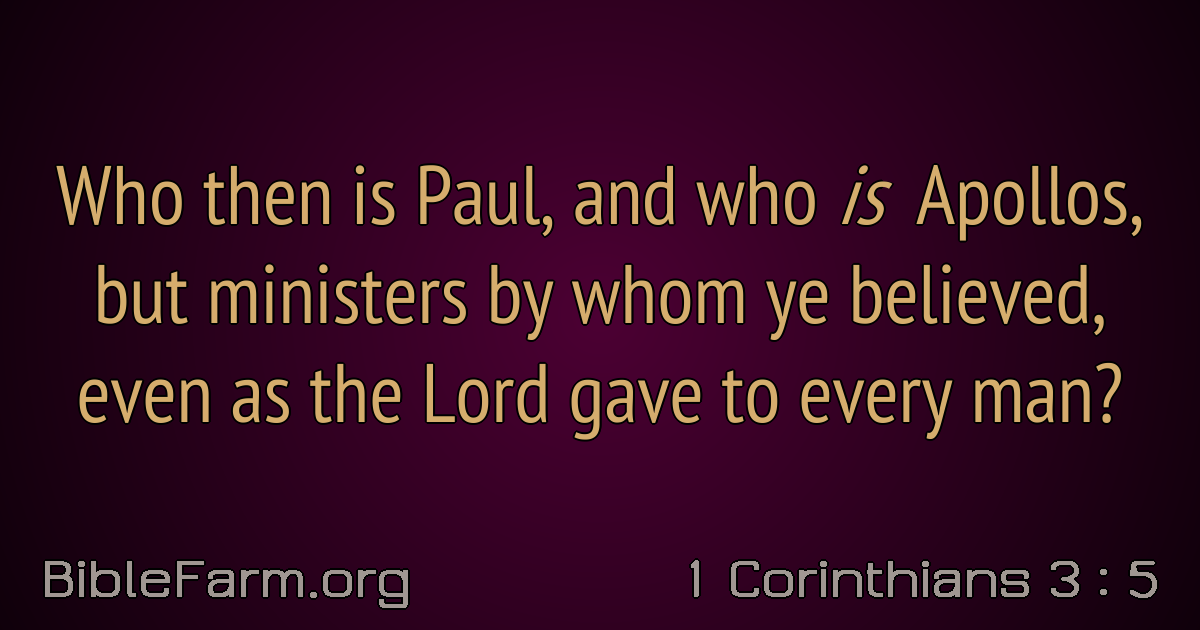 Who then is Paul, and who is Apollos,
but ministers by whom ye believed,
even as the Lord gave to every man?
BibleFarm.org
1 Corinthians 3 : 5